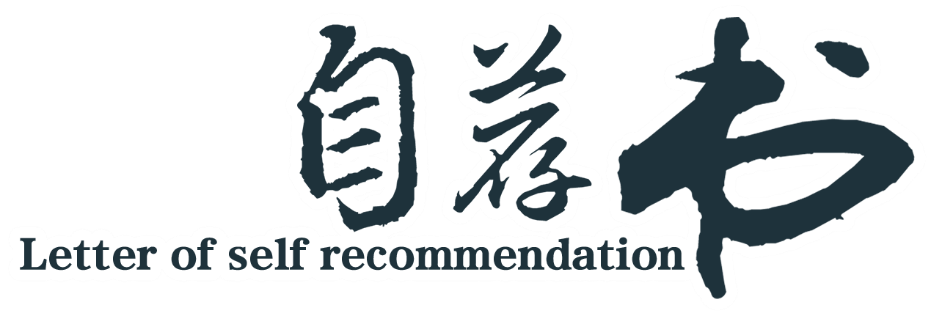 自荐书
Letter of self recommendation